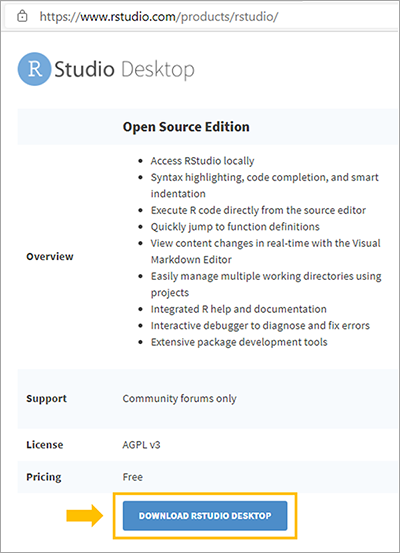 https://www.rstudio.com/products/rstudio/
R Studio Desktop
Open Source Edition
Overview
• Access RStudio locally
• Syntax highlighting, code completion, and smart
indentation
• Execute R code directly from the source editor
• Quickly jump to function definitions
• View content changes in real-time with the Visual
Markdown Editor
• Easily manage multiple working directories using
projects
• Integrated R help and documentation
• Interactive debugger to diagnose and fix errors
• Extensive package development tools
Support Community forums only
License AGPL v3
Pricing Free
DOWNLOAD RSTUDIO DESKTOP